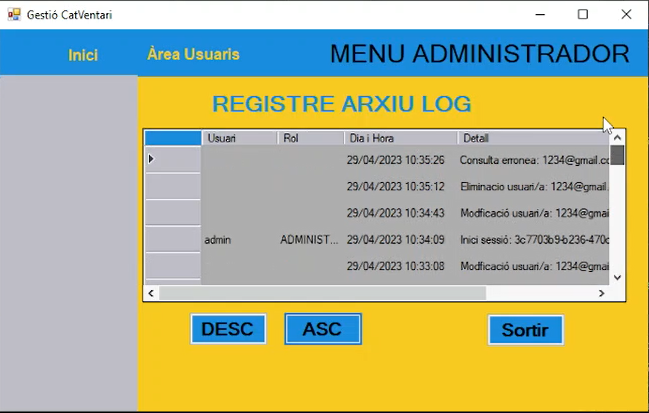 Gestió CatVentari
Inici Àrea Usuaris MENU ADMINISTRADOR
REGISTRE ARXIU LOG
Usuari Rol Dia i Hora Detall
29/04/2023 10:35:26 Consulta erronea: 1234@gmail.co
29/04/2023 10:35:12 Eliminacio usuari/a: 1234@gmail.
29/04/2023 10:34:43 Modficació usuari/a: 1234@gmai
admin ADMINIST... 29/04/2023 10:34:09 Inici sessió: 3c7703b9-b236-470c
29/04/2023 10:33:08 Modficació usuari/a: 1234@gmai
DESC ASC Sortir